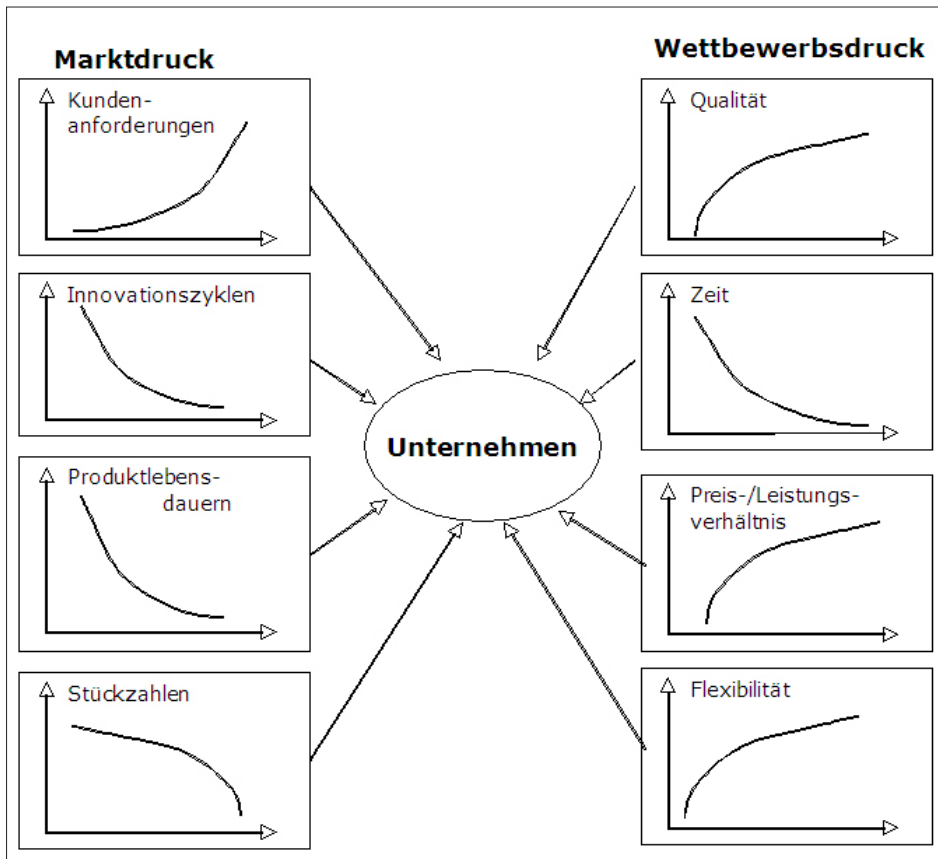 Marktdruck
Kunden-
anforderungen
Innovationszyklen
Produktlebens-
dauern
Stückzahlen
Unternehmen
Wettbewerbsdruck
Qualität
Zeit
Preis-/Leistungs-
verhältnis
Flexibilität